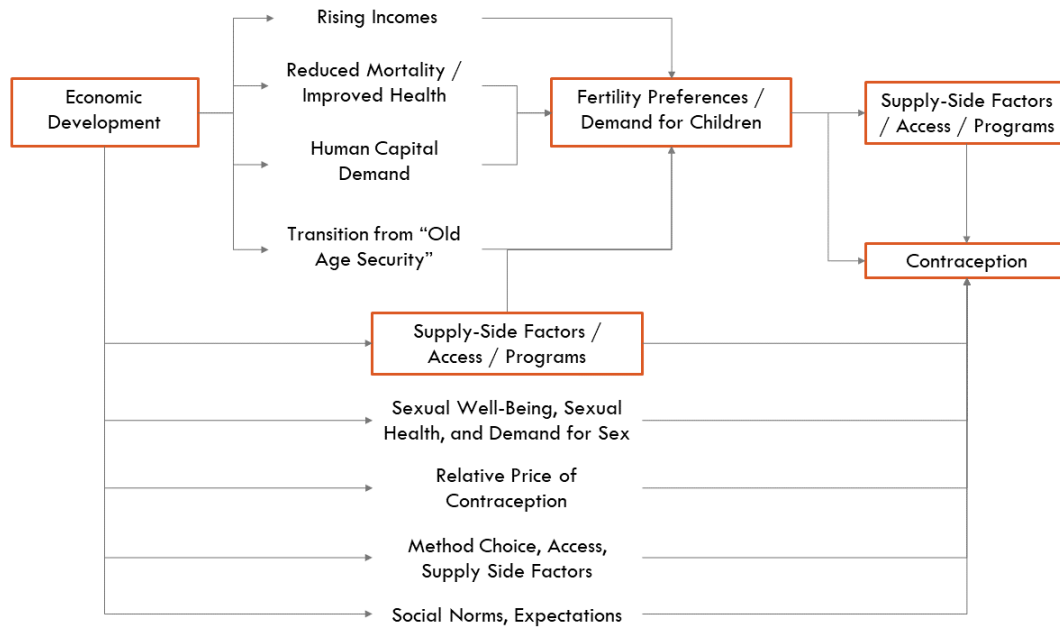 Rising Incomes
Economic
Development
Reduced Mortality /
Improved Health
Human Capital
Demand
Transition from “Old
Age Security”
Fertility Preferences /
Demand for Children
Supply-Side Factors
/ Access / Programs
Contraception
Supply-Side Factors /
Access / Programs
Sexual Well-Being, Sexual
Health, and Demand for Sex
Relative Price of
Contraception
Method Choice, Access,
Supply Side Factors
Social Norms, Expectations